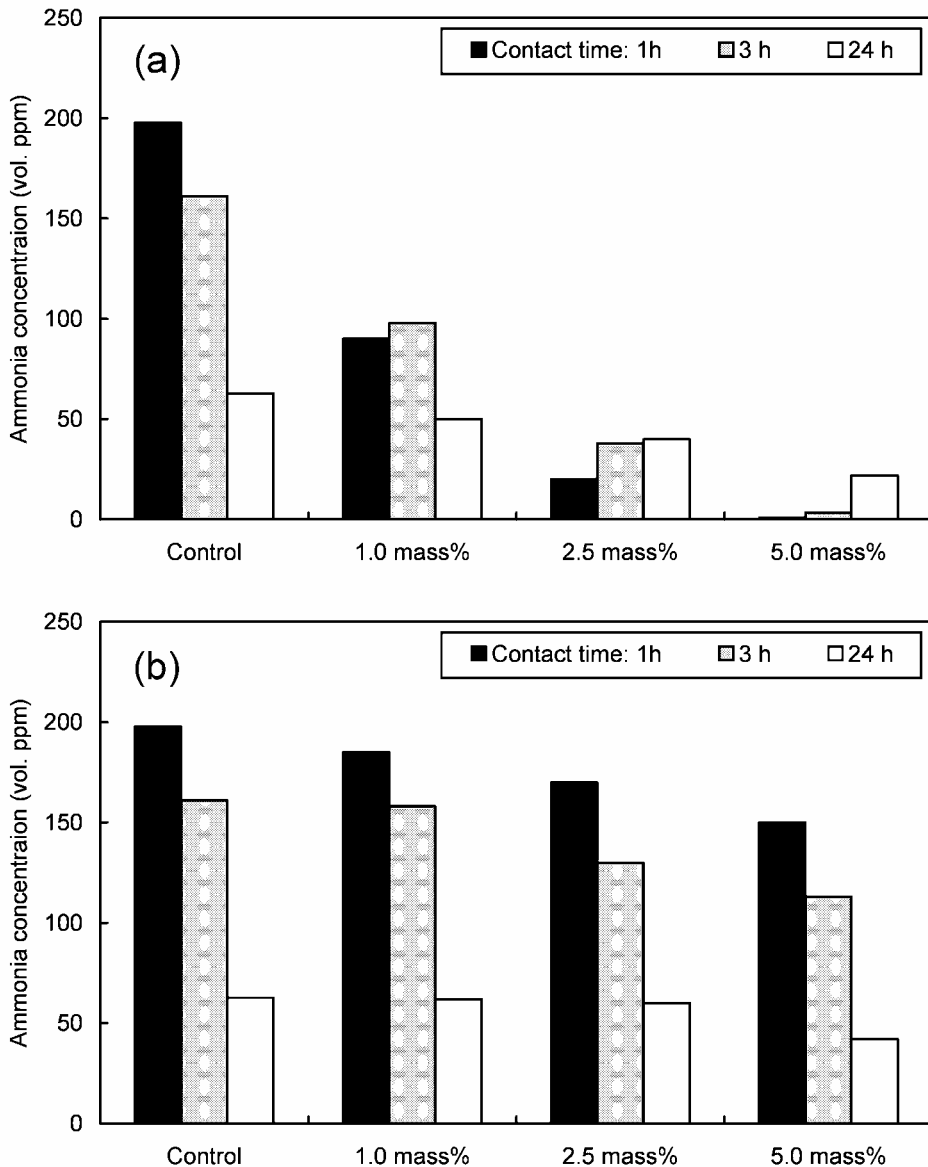 250
(a)
Contact time: 1h 3 h 24 h
200
150
100
50
0
Ammonia concentraion (vol. ppm)
Control 1.0 mass% 2.5 mass% 5.0 mass%
250
(b)
Contact time: 1h 3 h 24 h
200
150
100
50
0
Ammonia concentraion (vol. ppm)
Control 1.0 mass% 2.5 mass% 5.0 mass%